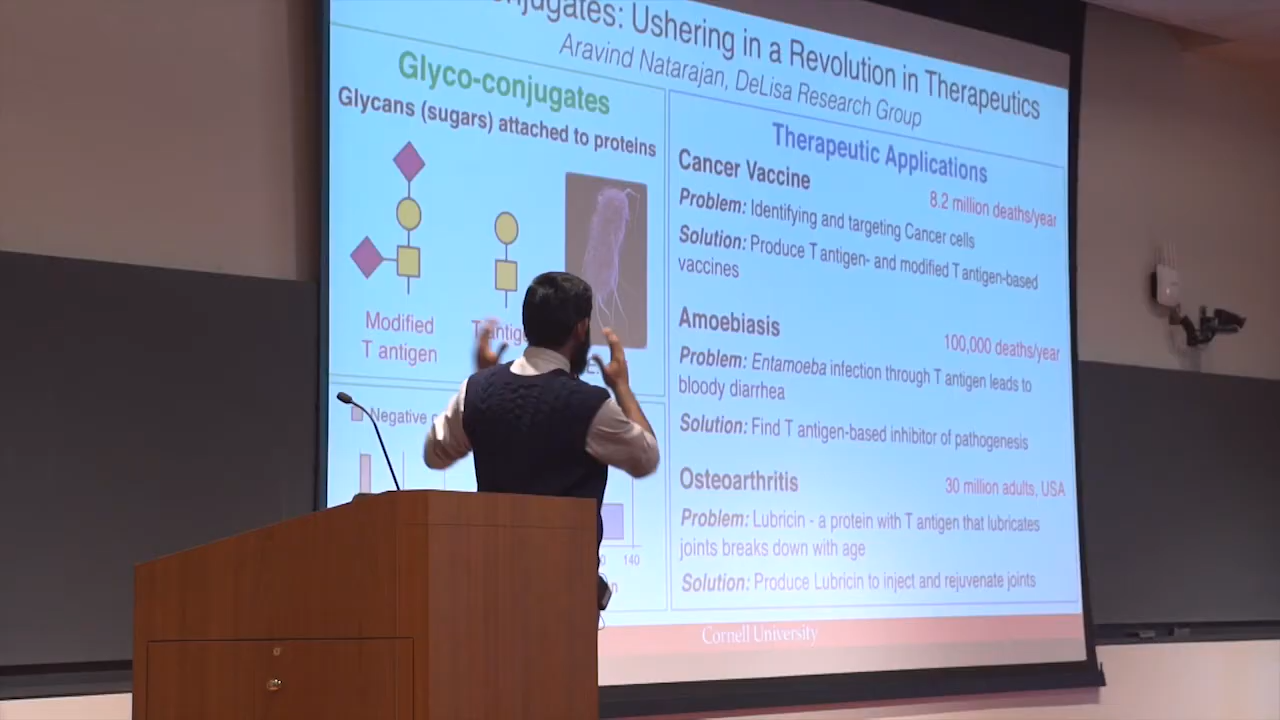 njugates: Ushering in a Revolution in Therapeutics
Aravind Natarajan, DeLisa Research Group
Glyco-conjugates
Glycans (sugars) attached to proteins
Modified
T antigen
T antig
Negative
140
Therapeutic Applications
Cancer Vaccine
8.2 million deaths/year
Problem: Identifying and targeting Cancer cells
Solution: Produce T antigen- and modified T antigen-based
vaccines
Amoebiasis
100,000 deaths/year
Problem: Entamoeba infection through T antigen leads to
bloody diarrhea
Solution: Find T antigen-based inhibitor of pathogenesis
Osteoarthritis
30 million adults, USA
Problem: Lubricin - a protein with T antigen that lubricates
joints breaks down with age
Solution: Produce Lubricin to inject and rejuvenate joints
Cornell University